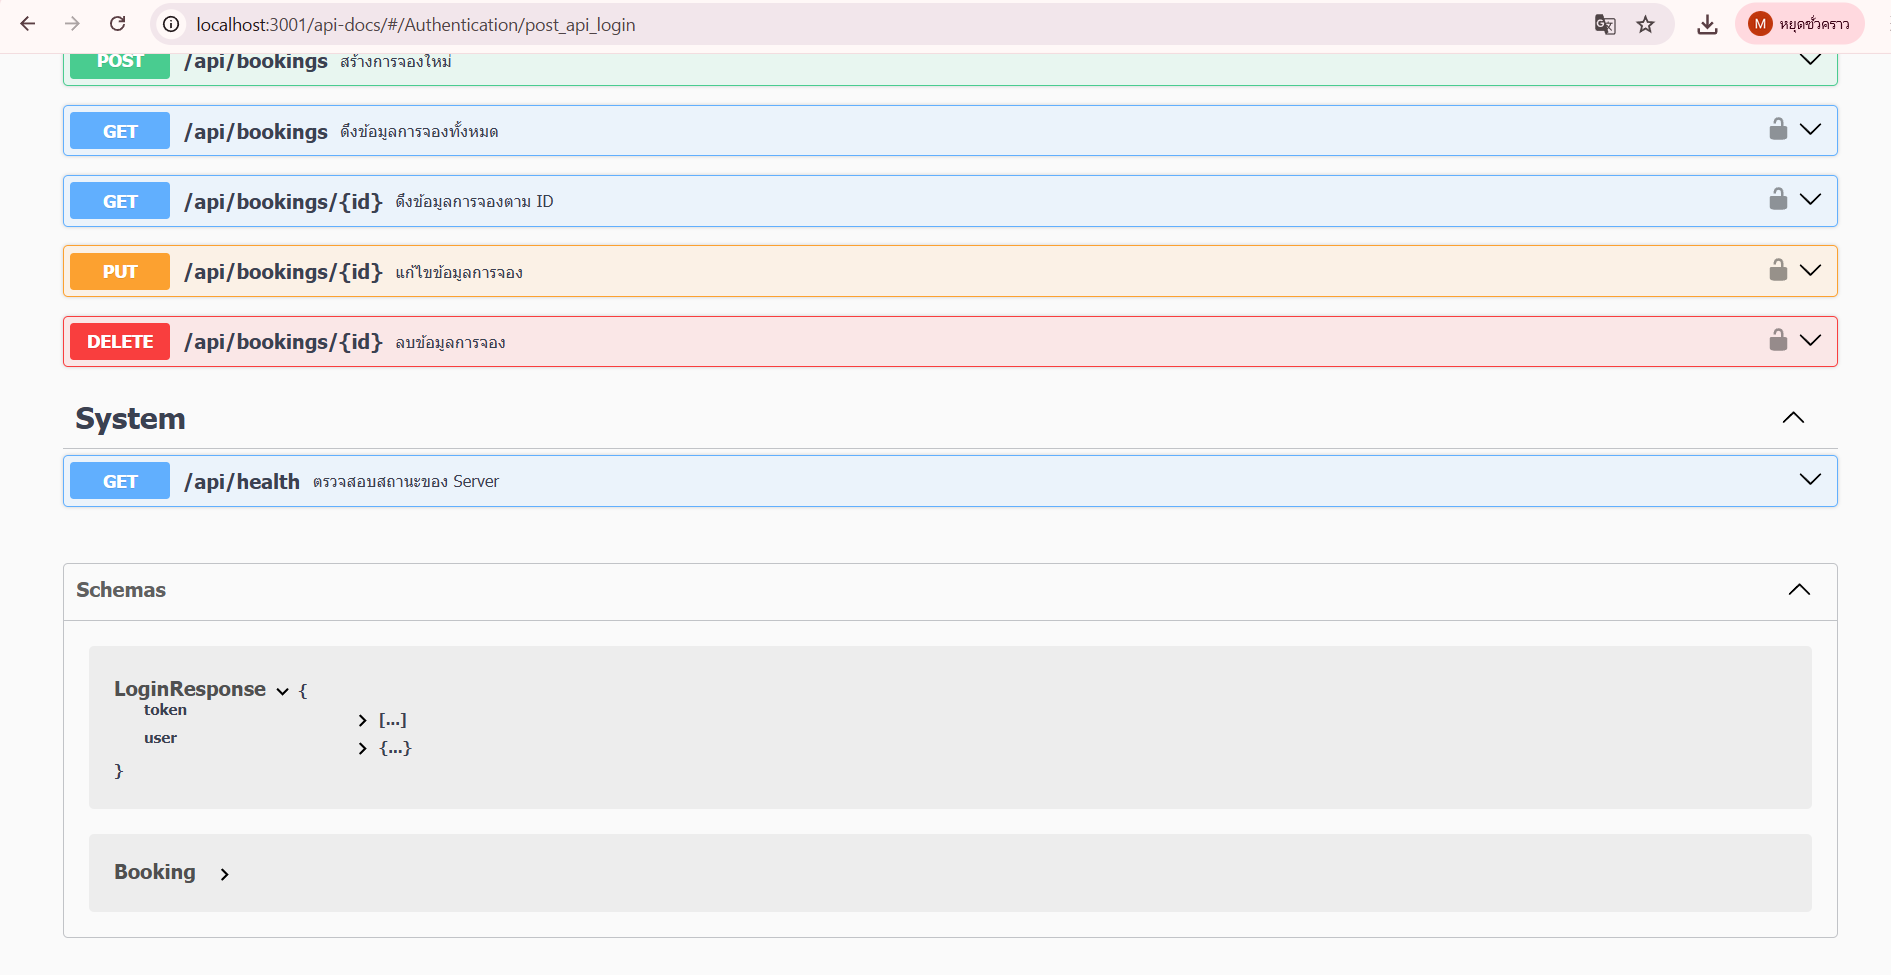 localhost:3001/api-docs/#/Authentication/post_api_login
M หยุดชั่วคราว
POST /api/bookings สร้างการจองใหม่
GET /api/bookings ดึงข้อมูลการจองทั้งหมด
GET /api/bookings/{id} ดึงข้อมูลการจองตาม ID
PUT /api/bookings/{id} แก้ไขข้อมูลการจอง
DELETE /api/bookings/{id} ลบข้อมูลการจอง
System
GET /api/health ตรวจสอบสถานะของ Server
Schemas
LoginResponse {
token [...]
user {...}
}
Booking